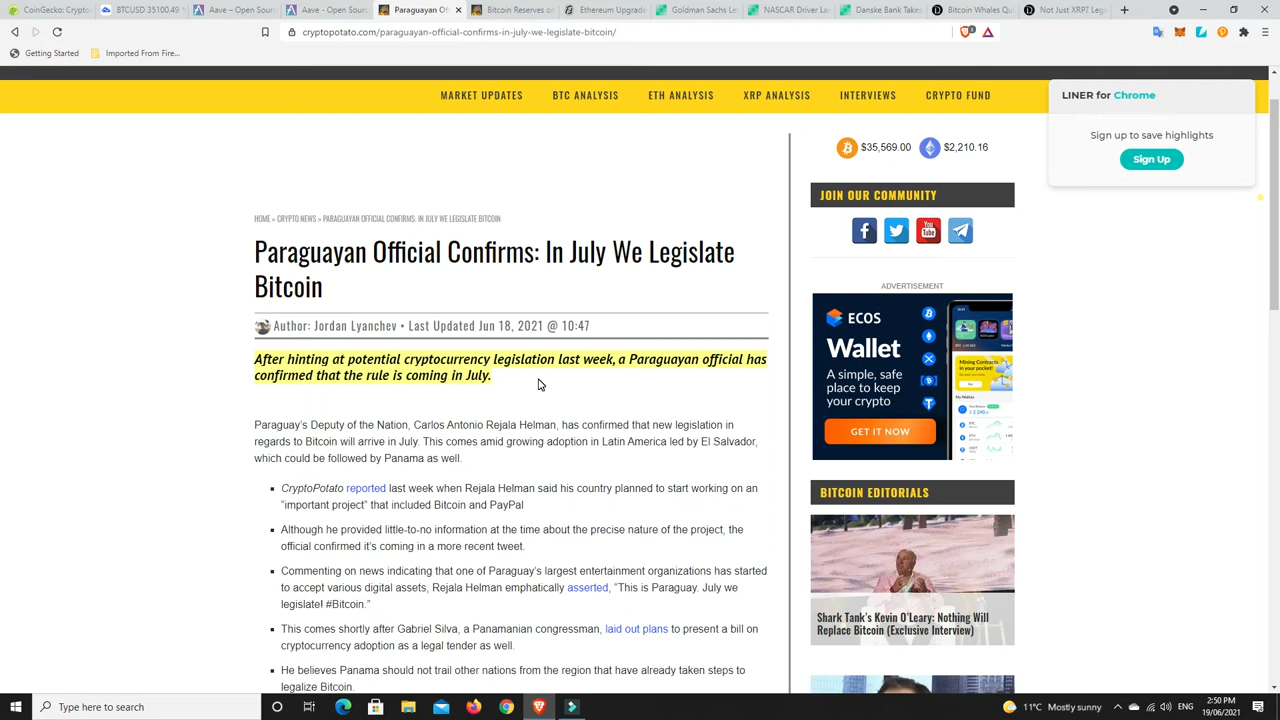 CoinGecko: Crypto
BTCUSD 35100.49
Aave – Open Sour
Aave – Open Sour
Paraguayan Of
Bitcoin Reserves o
Ethereum Upgrade
Goldman Sachs Le
NASCAR Driver Lan
Danske Bank Takes
Bitcoin Whales Qu
Not Just XRP? Leg
cryptopotato.com/paraguayan-official-confirms-in-july-we-legislate-bitcoin/
Getting Started
Imported From Fire...
MARKET UPDATES
BTC ANALYSIS
ETH ANALYSIS
XRP ANALYSIS
INTERVIEWS
CRYPTO FUND
LINER for Chrome
Sign up to save highlights
Sign Up
$35,569.00
$2,210.16
JOIN OUR COMMUNITY
You
Tube
HOME » CRYPTO NEWS » PARAGUAYAN OFFICIAL CONFIRMS: IN JULY WE LEGISLATE BITCOIN
Paraguayan Official Confirms: In July We Legislate
Bitcoin
Author: Jordan Lyanchev • Last Updated Jun 18, 2021 @ 10:47
After hinting at potential cryptocurrency legislation last week, a Paraguayan official has
confirmed that the rule is coming in July.
Paraguay's Deputy of the Nation, Carlos Antonio Rejala Helman, has confirmed that new legislation in
regards to Bitcoin will arrive in July. This comes amid growing adoption in Latin America led by El Salvador,
which could be followed by Panama as well.
CryptoPotato reported last week when Rejala Helman said his country planned to start working on an
“important project” that included Bitcoin and PayPal
Although he provided little-to-no information at the time about the precise nature of the project, the
official confirmed it's coming in a more recent tweet.
Commenting on news indicating that one of Paraguay's largest entertainment organizations has started
to accept various digital assets, Rejala Helman emphatically asserted, “This is Paraguay. July we
legislate! #Bitcoin.”
This comes shortly after Gabriel Silva, a Panamanian congressman, laid out plans to present a bill on
cryptocurrency adoption as a legal tender as well.
He believes Panama should not trail other nations from the region that have already taken steps to
legalize Bitcoin.
ADVERTISEMENT
ECOS
Wallet
A simple, safe
place to keep
your crypto
GET IT NOW
Mining Contracts
in your pocket!
BITCOIN EDITORIALS
Shark Tank's Kevin O'Leary: Nothing Will
Replace Bitcoin (Exclusive Interview)
Type here to search
11°C Mostly sunny
ENG
2:50 PM
19/06/2021